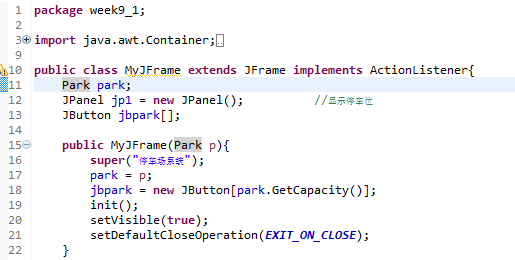 1 package week9_1;
2
3 import java.awt.Container;
9
10 public class MyJFrame extends JFrame implements ActionListener{
11 Park park;
12 JPanel jp1 = new JPanel(); //显示停车位
13 JButton jbpark[];
14
15 public MyJFrame(Park p){
16 super("停车场系统");
17 park = p;
18 jbpark = new JButton[park.GetCapacity()];
19 init();
20 setVisible(true);
21 setDefaultCloseOperation(EXIT_ON_CLOSE);
22 }